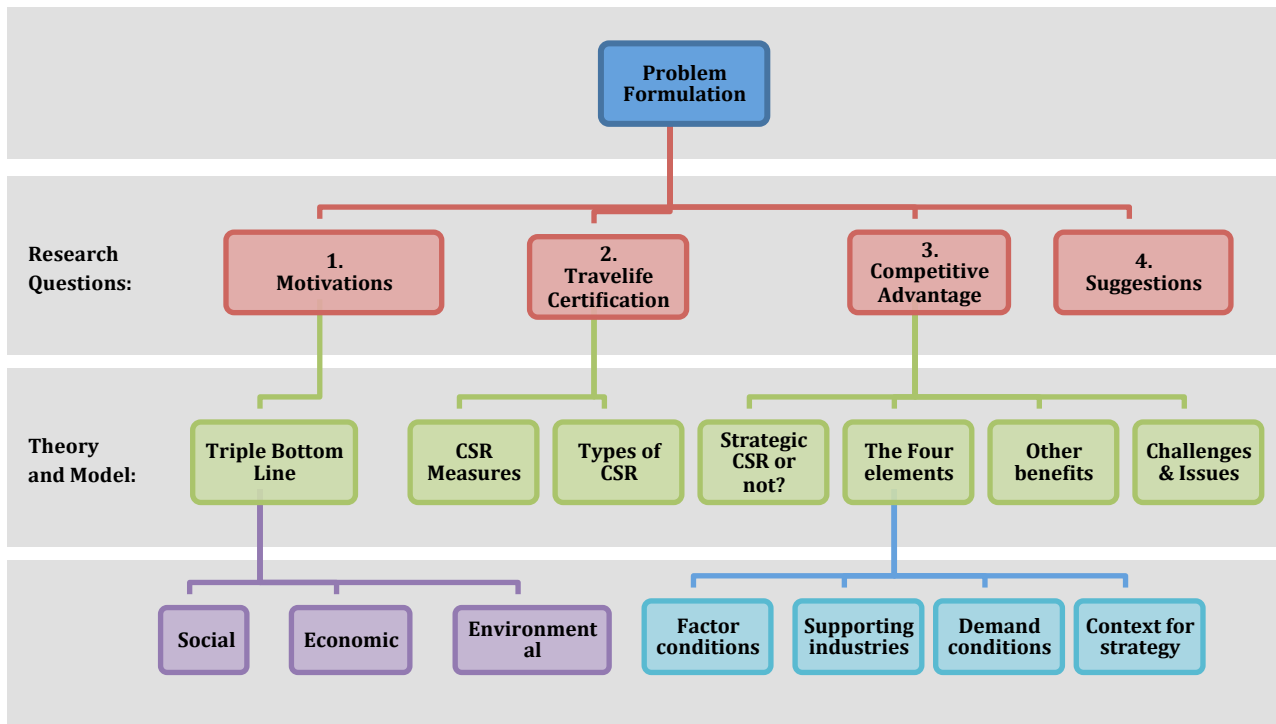 Problem
Formulation
Research
Questions:
1.
Motivations
2.
Travelife
Certification
3.
Competitive
Advantage
4.
Suggestions
Theory
and Model:
Triple Bottom
Line
CSR
Measures
Types of
CSR
Strategic
CSR or
not?
The Four
elements
Other
benefits
Challenges
& Issues
Social
Economic
Environment
al
Factor
conditions
Supporting
industries
Demand
conditions
Context for
strategy